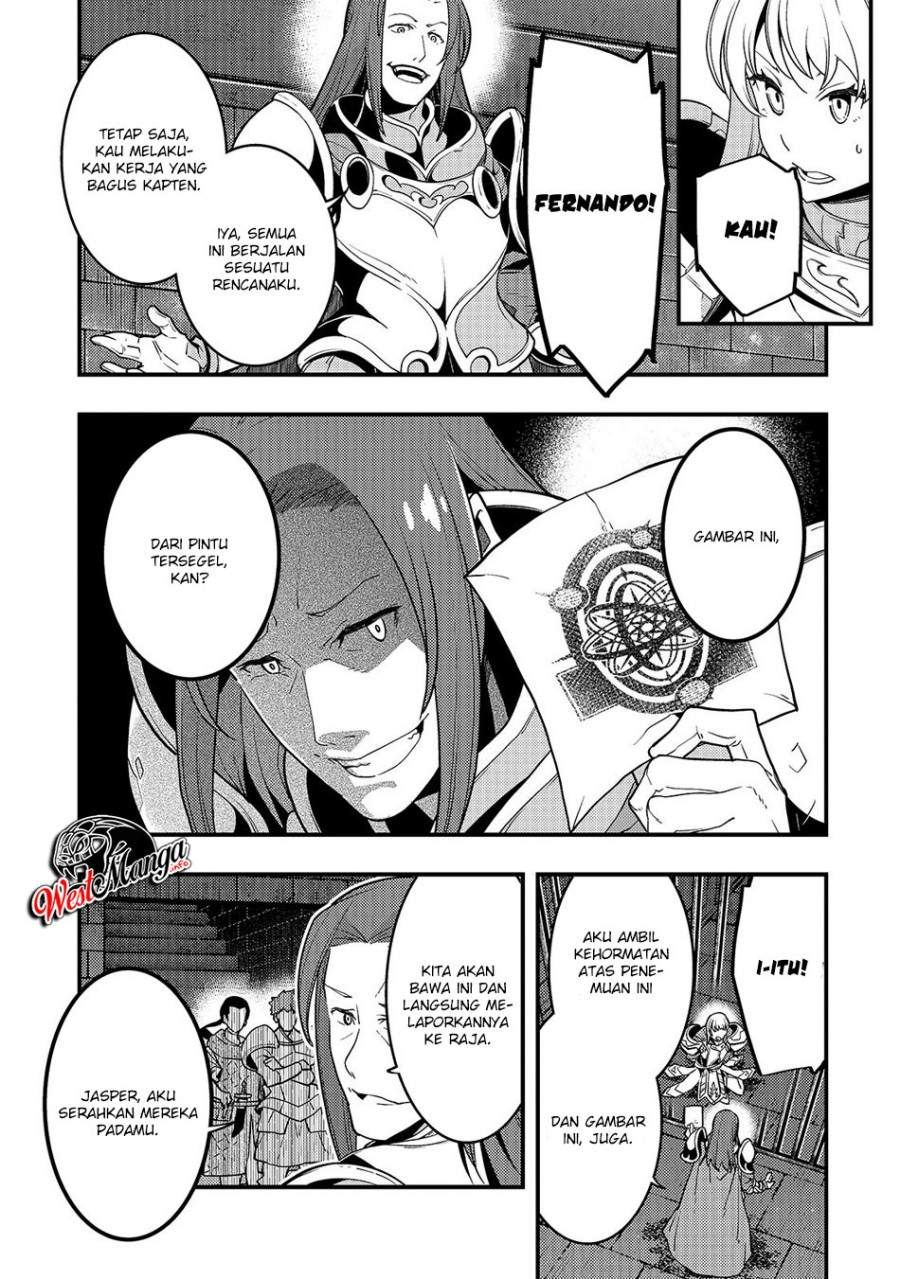 KAU!
FERNANDO!
TETAP SAJA,
KAU MELAKU-
KAN KERJA YANG
BAGUS KAPTEN.
IYA, SEMUA
INI BERJALAN
SESUATU
RENCANAKU.
GAMBAR INI,
DARI PINTU
TERSEGEL,
KAN?
I-ITU!
AKU AMBIL
KEHORMATAN
ATAS PENE-
MUAN INI
DAN GAMBAR
INI, JUGA.
KITA AKAN
BAWA INI DAN
LANGSUNG ME-
LAPORKANNYA
KE RAJA.
JASPER, AKU
SERAHKAN MEREKA
PADAMU.
WestManga
.info